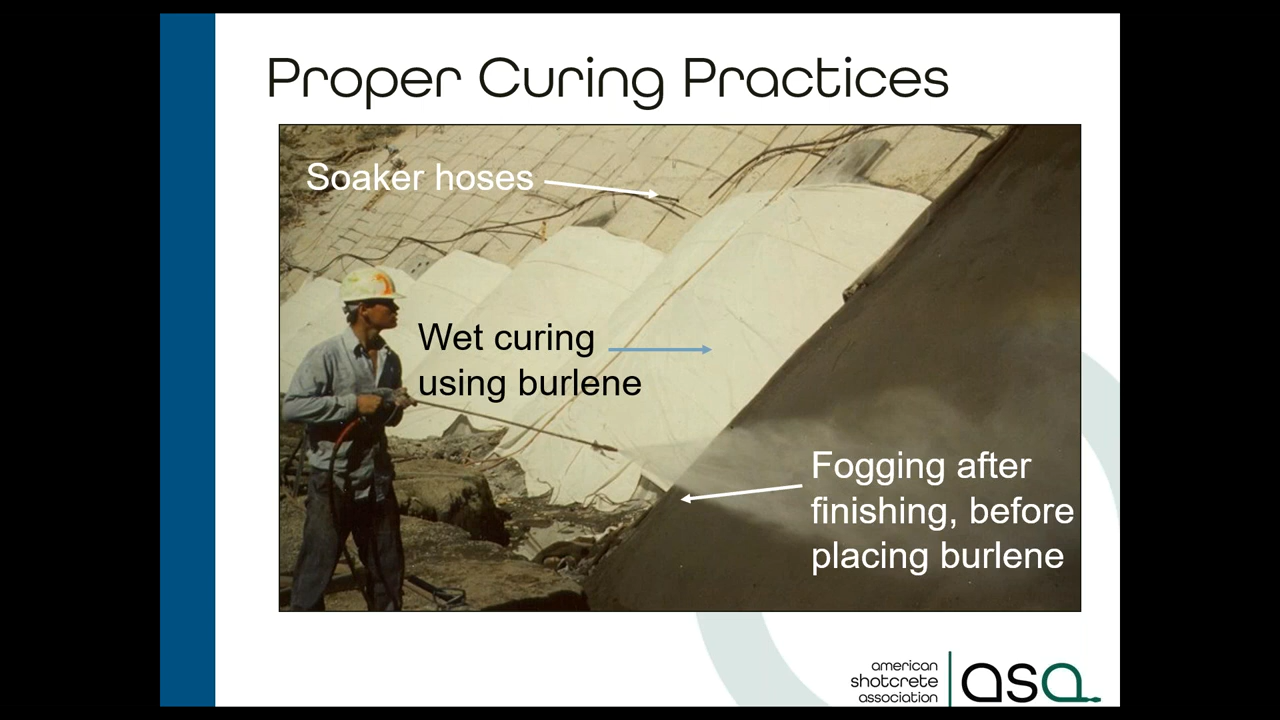 Proper Curing Practices
Soaker hoses
Wet curing
using burlene
Fogging after
finishing, before
placing burlene
american
shotcrete
association
asa